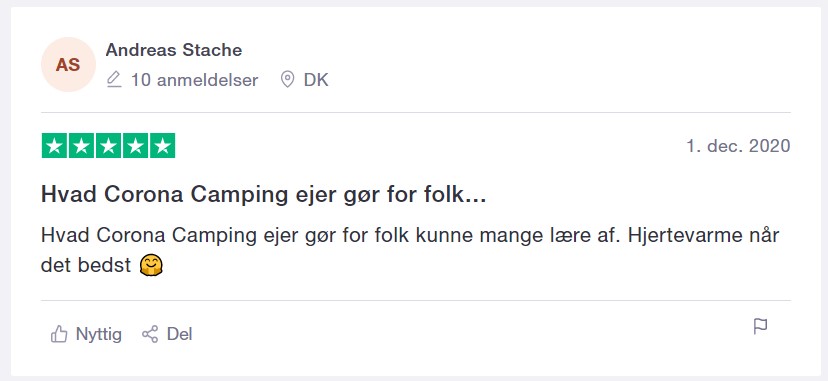 AS
Andreas Stache
10 anmeldelser DK
1. dec. 2020
Hvad Corona Camping ejer gør for folk...
Hvad Corona Camping ejer gør for folk kunne mange lære af. Hjertevarme når
det bedst 🤗
Nyttig Del